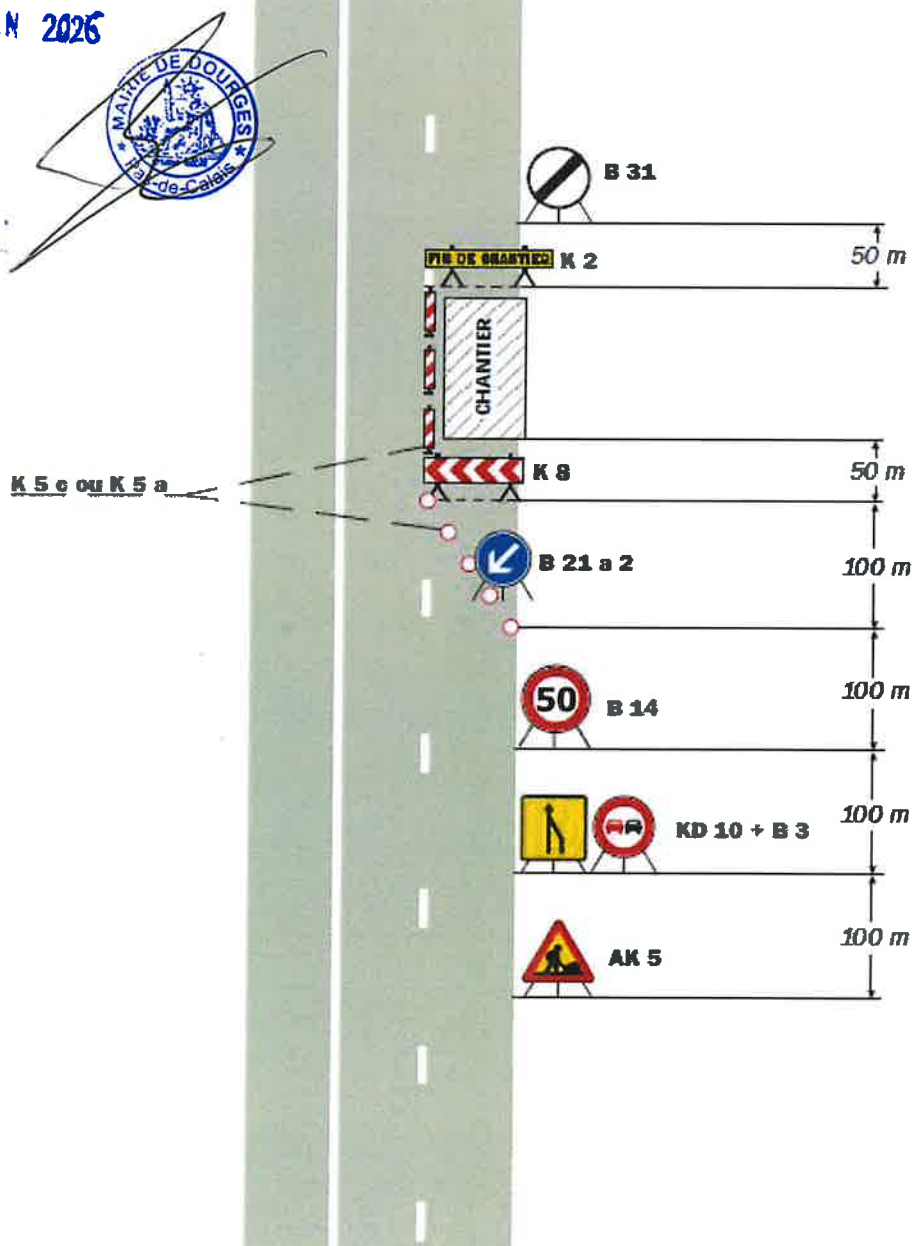 N 2026
MAIRIE DE DOURGES
Pas-de-Calais
B 31
50 m
FIN DE CHANTIER
K 2
CHANTIER
K 8
50 m
K 5 c ou K 5 a
B 21 a 2
100 m
50
B 14
100 m
KD 10 + B 3
100 m
AK 5
100 m